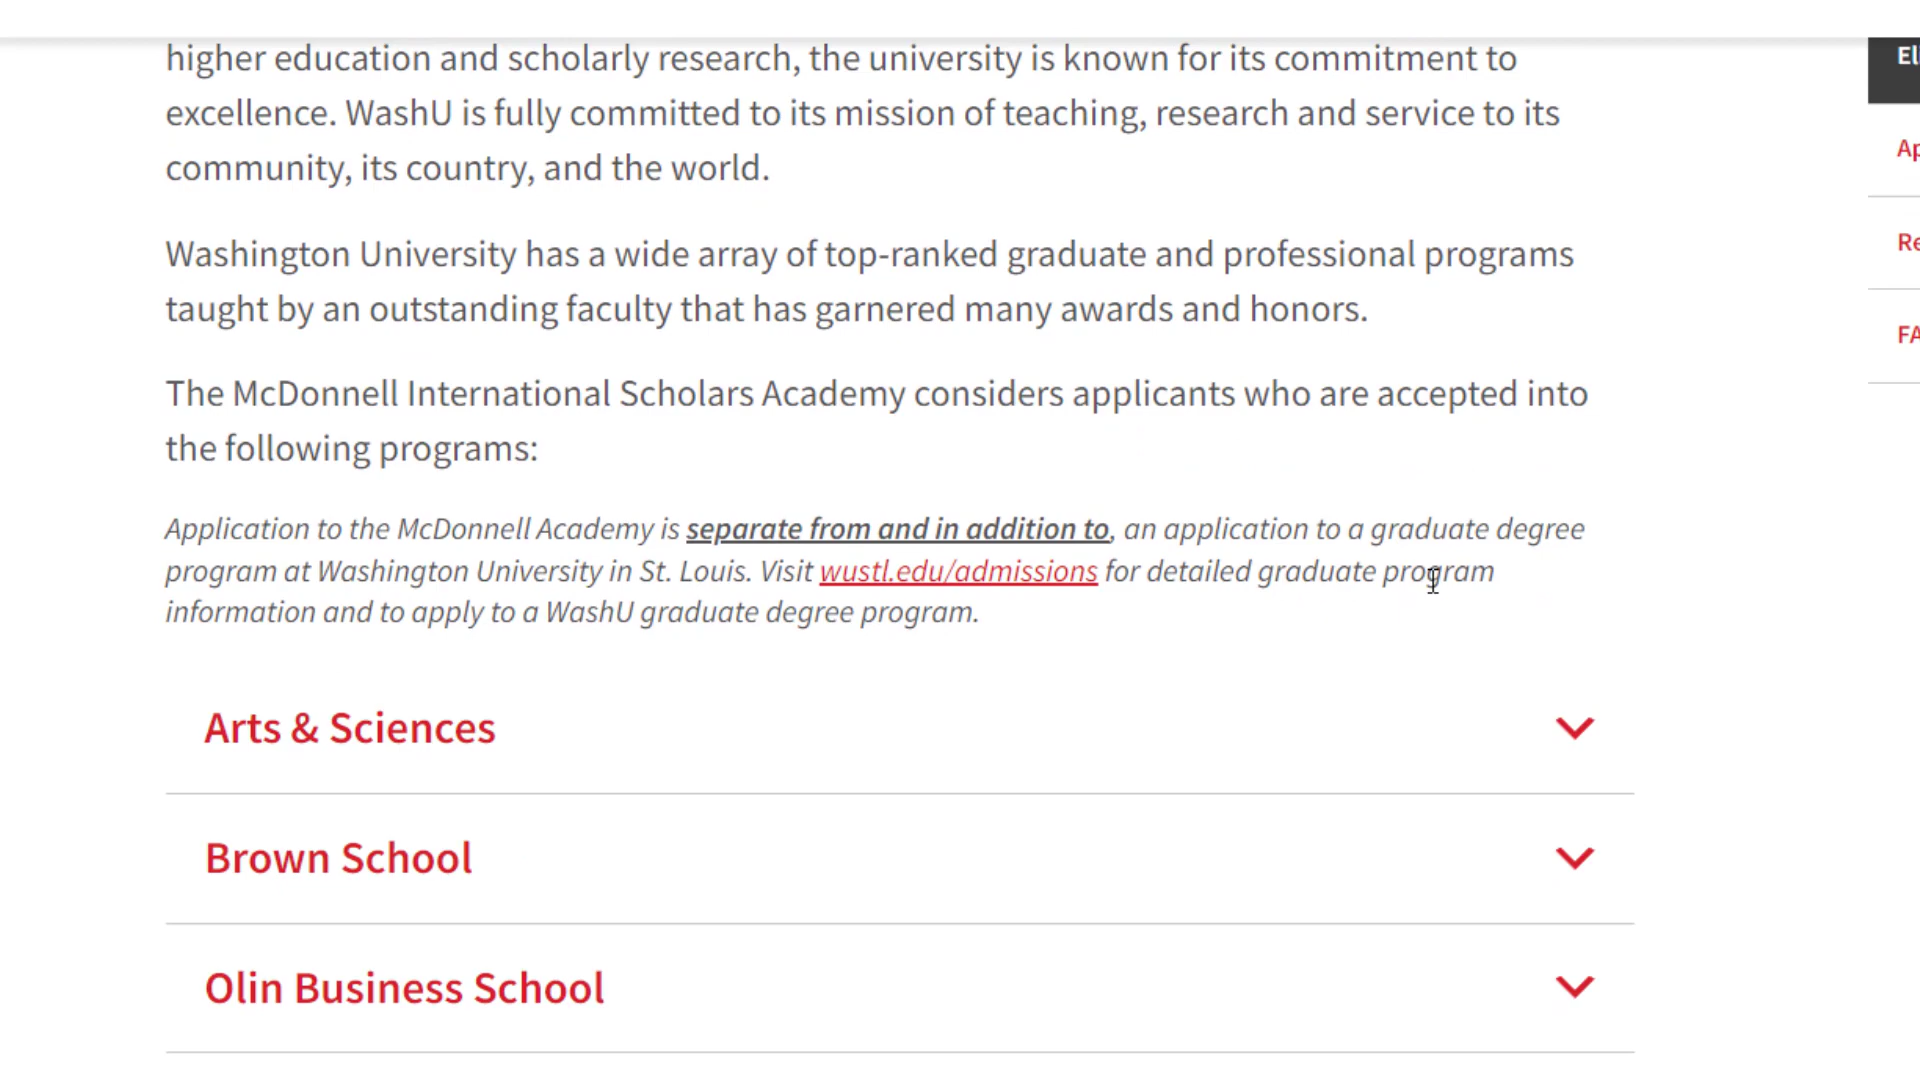 higher education and scholarly research, the university is known for its commitment to
excellence. WashU is fully committed to its mission of teaching, research and service to its
community, its country, and the world.
Washington University has a wide array of top-ranked graduate and professional programs
taught by an outstanding faculty that has garnered many awards and honors.
The McDonnell International Scholars Academy considers applicants who are accepted into
the following programs:
Application to the McDonnell Academy is separate from and in addition to, an application to a graduate degree
program at Washington University in St. Louis. Visit wustl.edu/admissions for detailed graduate program
information and to apply to a WashU graduate degree program.
Arts & Sciences
Brown School
Olin Business School